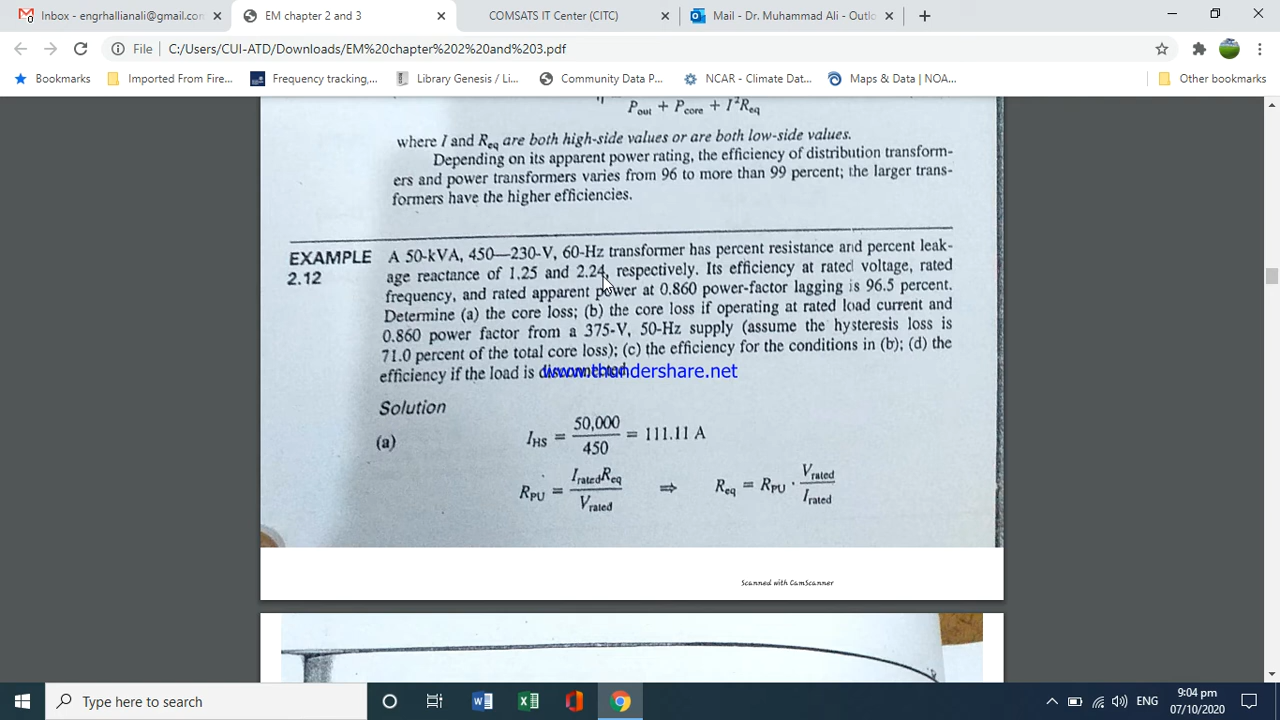 Inbox - engrhallianali@gmail.com
EM chapter 2 and 3
COMSATS IT Center (CITC)
Mail - Dr. Muhammad Ali - Outlo
File
C:/Users/CUI-ATD/Downloads/EM%20chapter%202%20and%203.pdf
Bookmarks
Imported From Fire...
Frequency tracking,...
Library Genesis / Li...
Community Data P...
NCAR - Climate Dat...
Maps & Data | NOA...
Other bookmarks
P_out + P_core + I²R_eq
where I and R_eq are both high-side values or are both low-side values.
Depending on its apparent power rating, the efficiency of distribution transform-
ers and power transformers varies from 96 to more than 99 percent; the larger trans-
formers have the higher efficiencies.
EXAMPLE 2.12
A 50-kVA, 450—230-V, 60-Hz transformer has percent resistance and percent leak-
age reactance of 1.25 and 2.24, respectively. Its efficiency at rated voltage, rated
frequency, and rated apparent power at 0.860 power-factor lagging is 96.5 percent.
Determine (a) the core loss; (b) the core loss if operating at rated load current and
0.860 power factor from a 375-V, 50-Hz supply (assume the hysteresis loss is
71.0 percent of the total core loss); (c) the efficiency for the conditions in (b); (d) the
efficiency if the load is
www.thundershare.net
Solution
(a) I_HS = 50,000 / 450 = 111.11 A
R_PU = I_rated R_eq / V_rated ⇒ R_eq = R_PU · V_rated / I_rated
Scanned with CamScanner
Type here to search
ENG
9:04 pm
07/10/2020